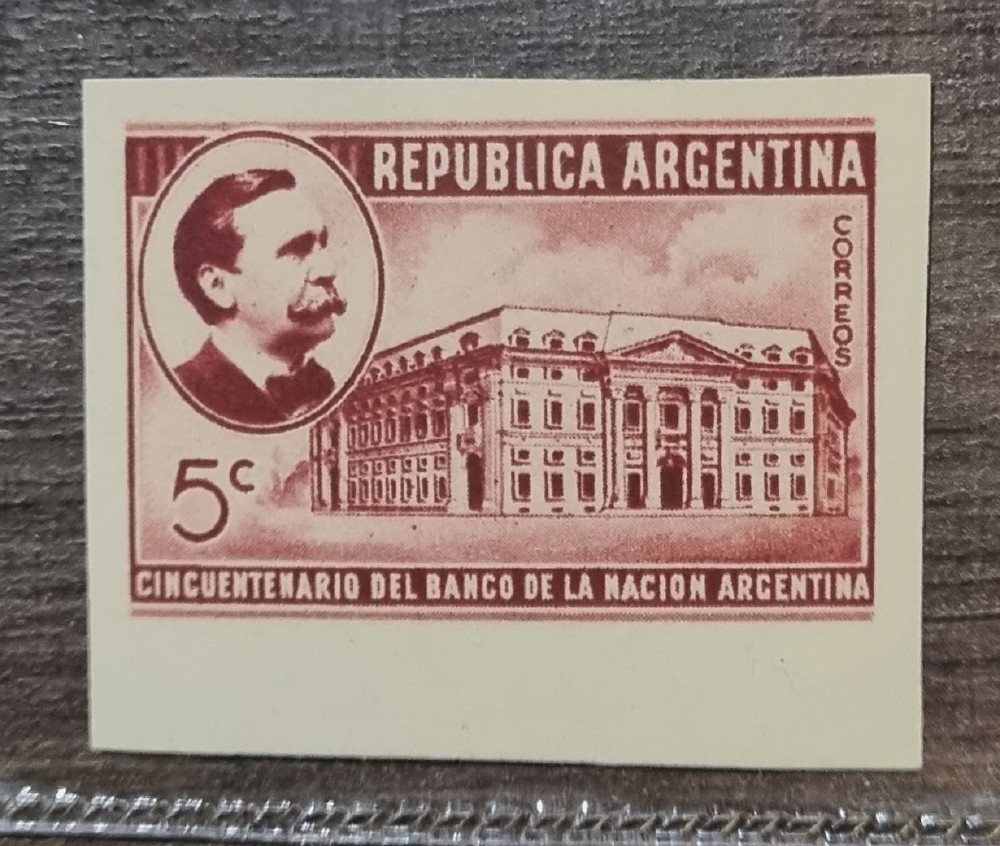 REPUBLICA ARGENTINA
CORREOS
5c
CINCUENTENARIO DEL BANCO DE LA NACION ARGENTINA